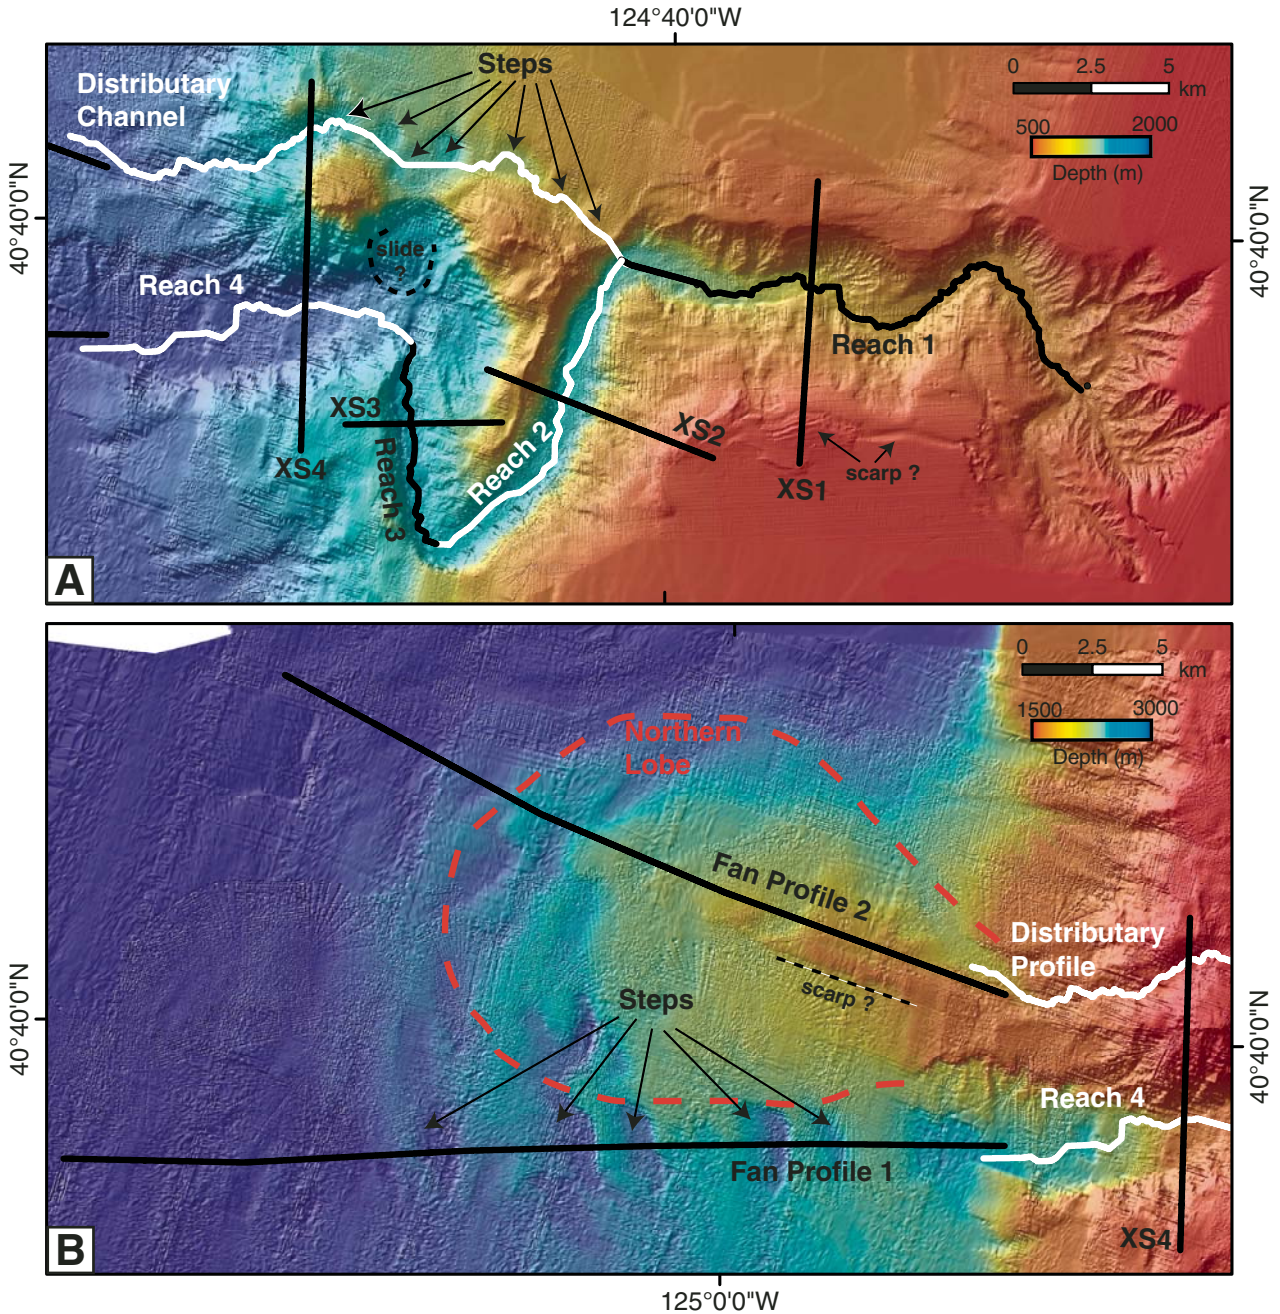 124°40'0"W
Distributary
Channel
Steps
0 2.5 5
km
500 2000
Depth (m)
40°40'0"N
40°40'0"N
slide
?
Reach 4
Reach 1
XS3
XS2
XS4
Reach 3
Reach 2
scarp ?
XS1
A
0 2.5 5
km
1500 3000
Depth (m)
Northern
Lobe
Fan Profile 2
Distributary
Profile
scarp ?
Steps
40°40'0"N
40°40'0"N
Reach 4
Fan Profile 1
XS4
B
125°0'0"W